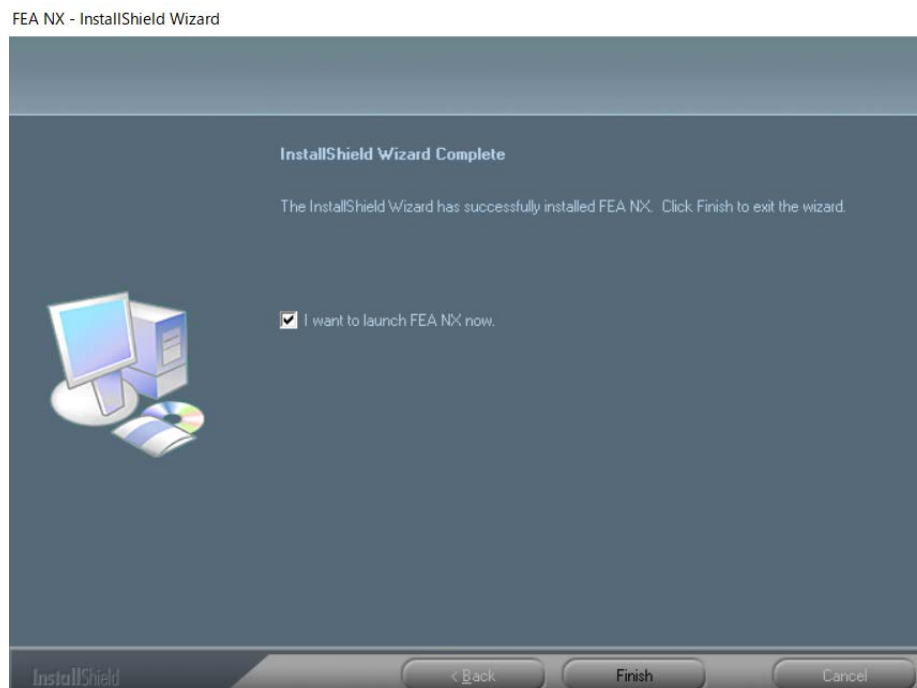 FEA NX - InstallShield Wizard
InstallShield Wizard Complete
The InstallShield Wizard has successfully installed FEA NX. Click Finish to exit the wizard.
I want to launch FEA NX now.
InstallShield
< Back
Finish
Cancel